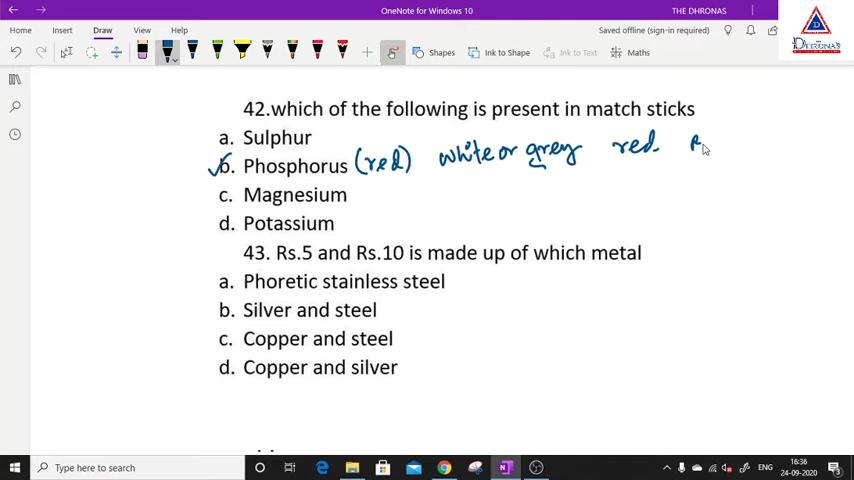 OneNote for Windows 10
THE DHRONAS
Home Insert Draw History View Help
Saved offline (sign-in required)
Shapes Ink to Shape Ink to Text Maths
42.which of the following is present in match sticks
a. Sulphur
b. Phosphorus (red) white or grey red.
c. Magnesium
d. Potassium
43. Rs.5 and Rs.10 is made up of which metal
a. Phoretic stainless steel
b. Silver and steel
c. Copper and steel
d. Copper and silver
Type here to search
ENG
16:36
24-09-2020
3